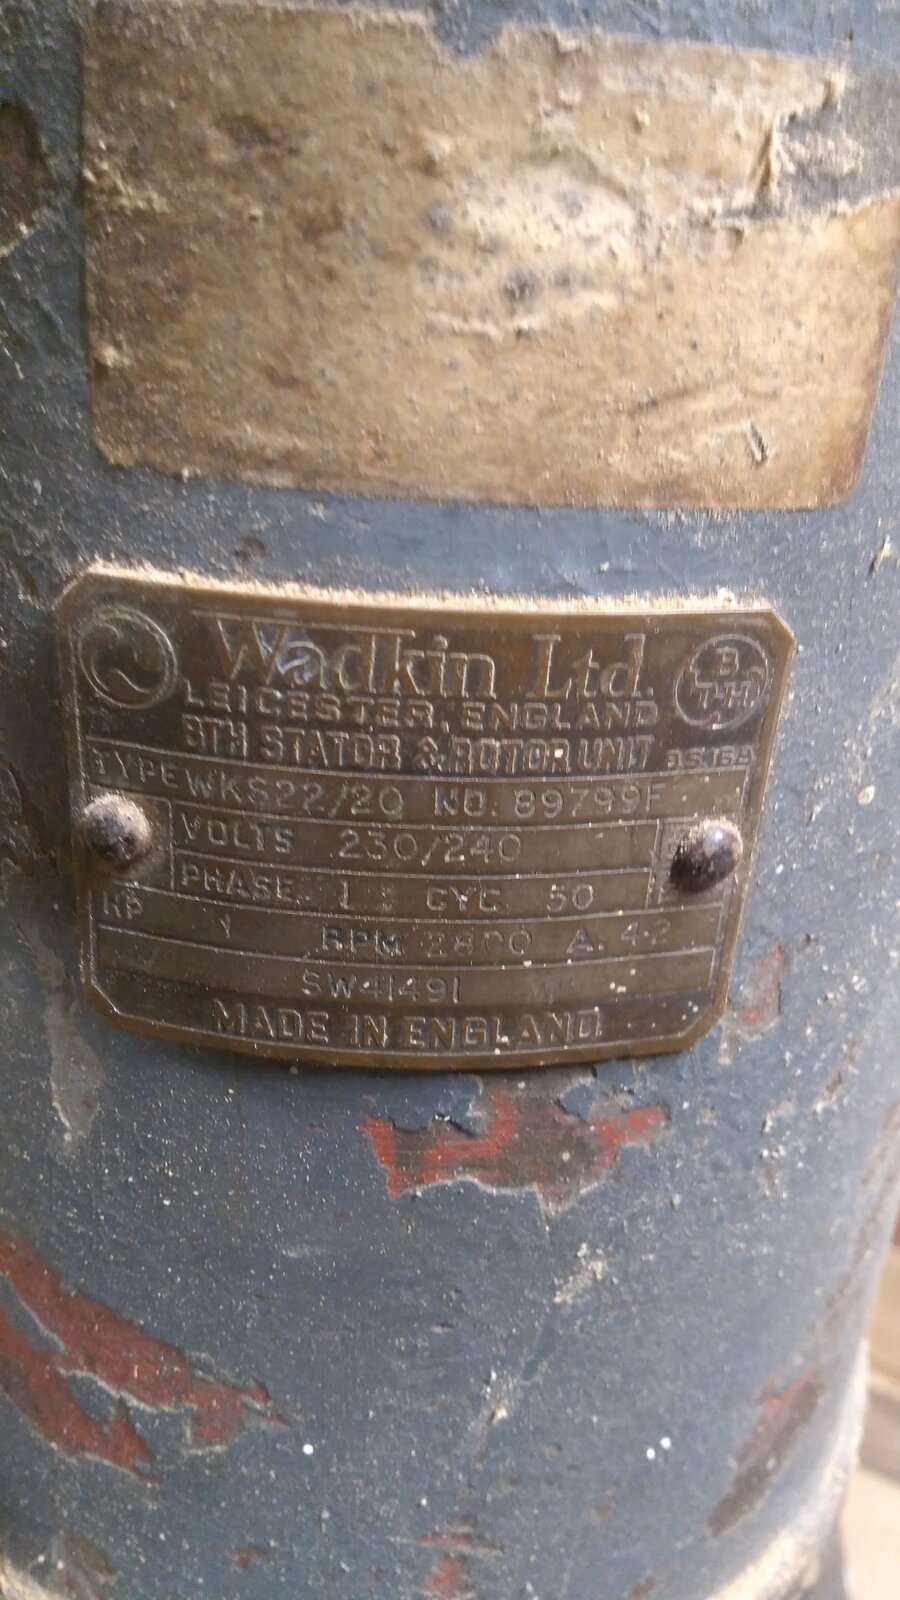 Wadkin Ltd.
B
T-H
LEICESTER, ENGLAND
BTH STATOR & ROTOR UNIT B.S.168
TYPE WKS22/20 NO. 89799F
VOLTS 230/240
PHASE 1 CYC 50
HP 1 RPM 2800 A. 4.2
SW41491
MADE IN ENGLAND